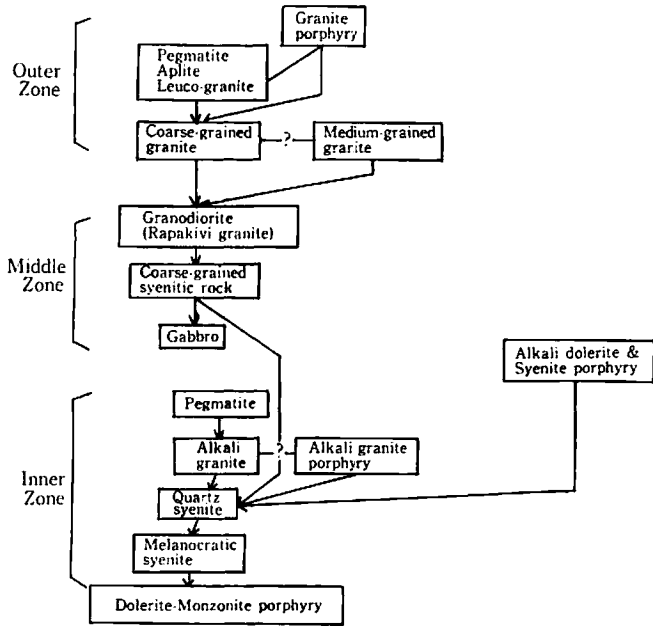 Granite
porphyry
Outer
Zone
Pegmatite
Aplite
Leuco-granite
Coarse-grained
granite
?
Medium-grained
grarite
Granodiorite
(Rapakivi granite)
Middle
Zone
Coarse-grained
syenitic rock
Gabbro
Alkali dolerite &
Syenite porphyry
Pegmatite
Inner
Zone
Alkali
granite
?
Alkali granite
porphyry
Quartz
syenite
Melanocratic
syenite
Dolerite-Monzonite porphyry